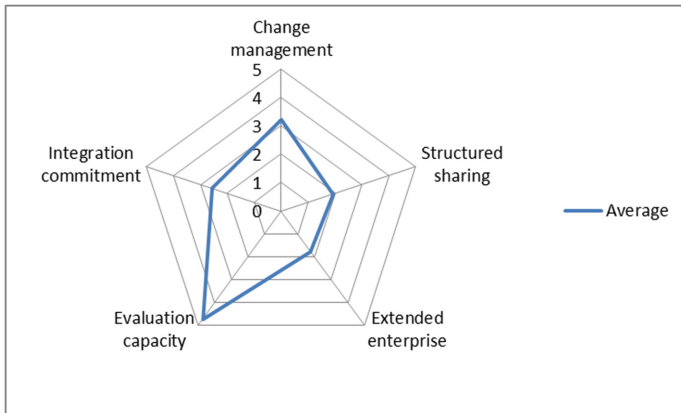 Change
management
5
4
3
2
1
0
Structured
sharing
Extended
enterprise
Evaluation
capacity
Integration
commitment
Average